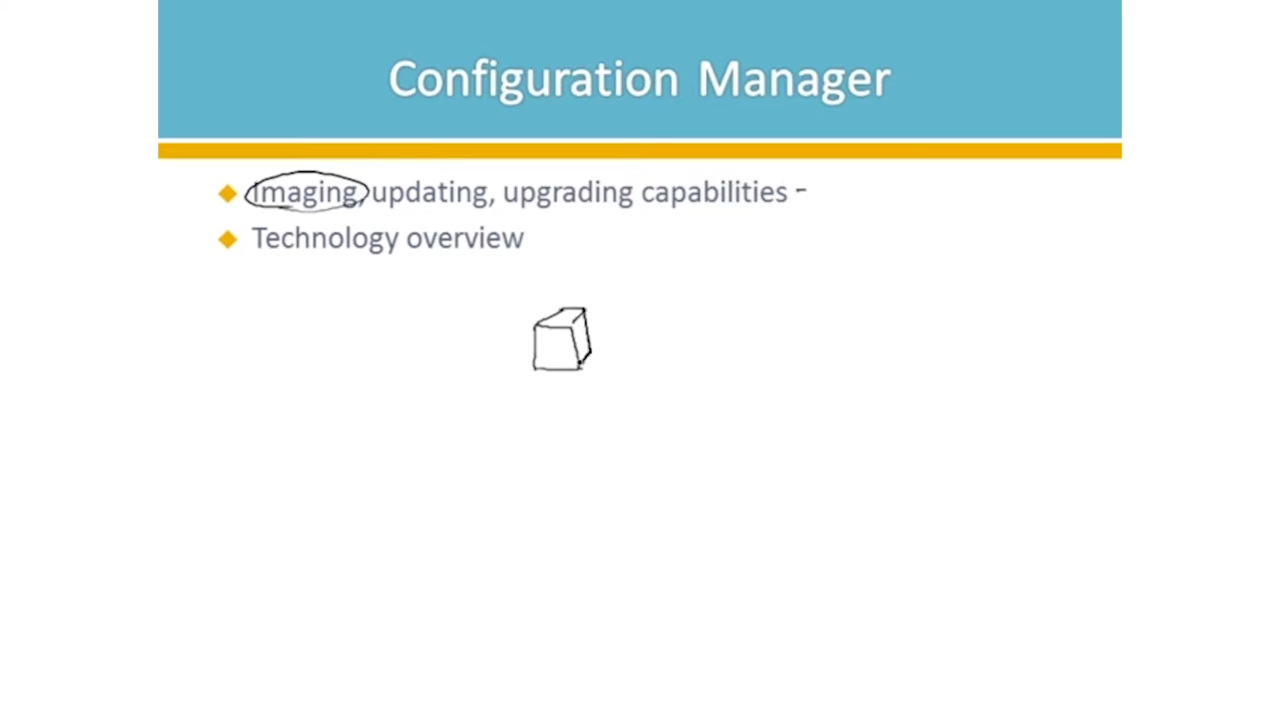 Configuration Manager
Imaging, updating, upgrading capabilities -
Technology overview